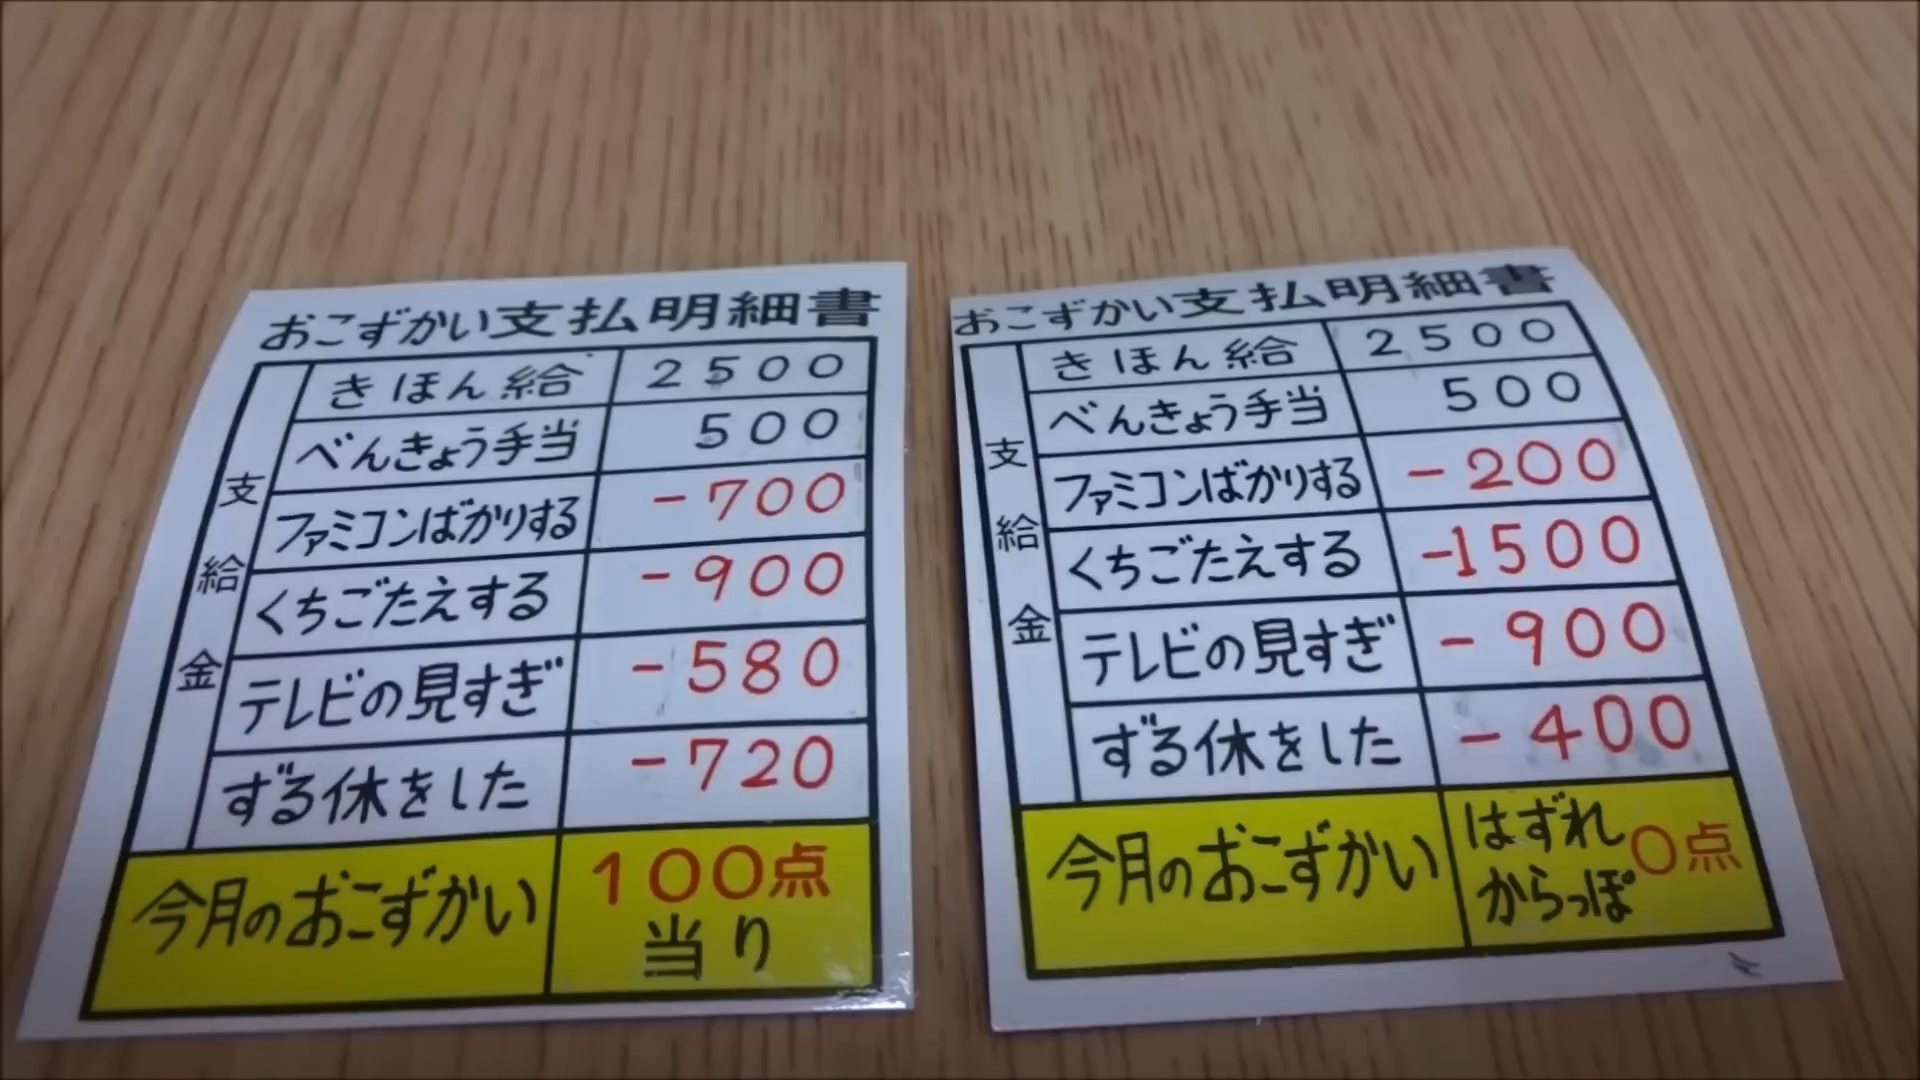 おこずかい支払明細書
支給金
きほん給 2500
べんきょう手当 500
ファミコンばかりする -700
くちごたえする -900
テレビの見すぎ -580
ずる休をした -720
今月のおこずかい 100点
当り
おこずかい支払明細書
支給金
きほん給 2500
べんきょう手当 500
ファミコンばかりする -200
くちごたえする -1500
テレビの見すぎ -900
ずる休をした -400
今月のおこずかい はずれ 0点
からっぽ